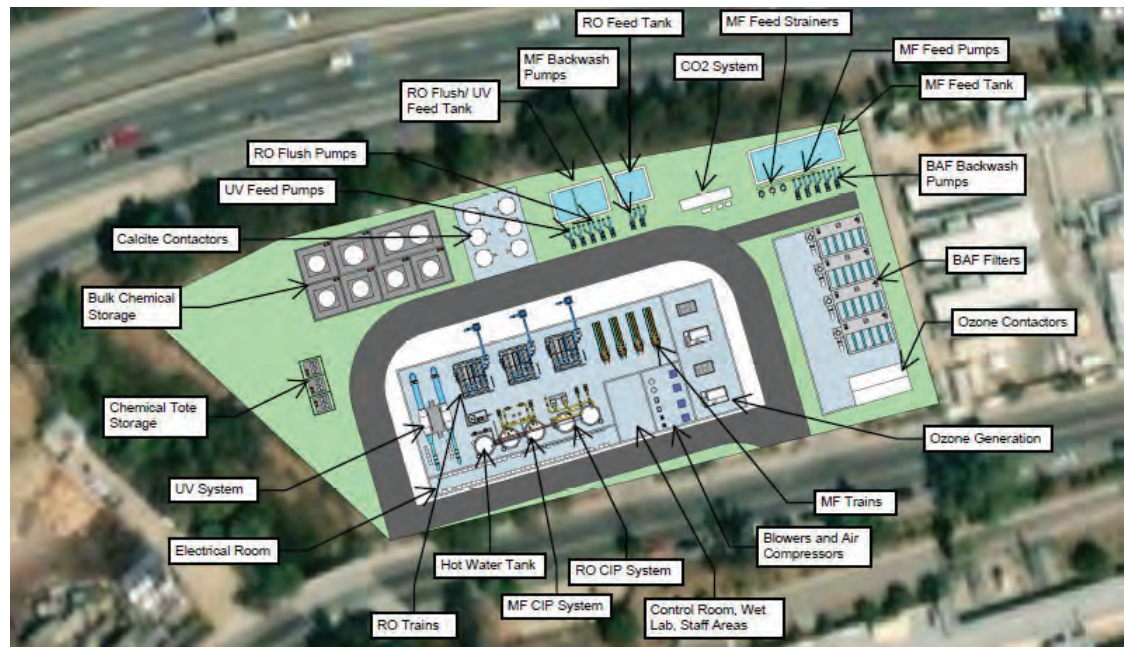 RO Feed Tank
MF Feed Strainers
MF Backwash
Pumps
CO2 System
MF Feed Pumps
MF Feed Tank
RO Flush/ UV
Feed Tank
RO Flush Pumps
UV Feed Pumps
BAF Backwash
Pumps
Calcite Contactors
BAF Filters
Bulk Chemical
Storage
Ozone Contactors
Chemical Tote
Storage
Ozone Generation
UV System
MF Trains
Electrical Room
Hot Water Tank
RO CIP System
Blowers and Air
Compressors
RO Trains
MF CIP System
Control Room, Wet
Lab, Staff Areas